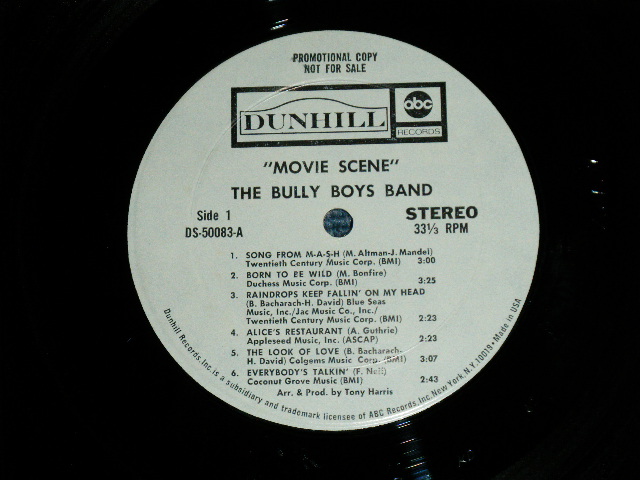 PROMOTIONAL COPY
NOT FOR SALE
DUNHILL
abc
RECORDS
"MOVIE SCENE"
THE BULLY BOYS BAND
Side 1
DS-50083-A
STEREO
33⅓ RPM
1. SONG FROM M-A-S-H (M. Altman-J. Mandel)
Twentieth Century Music Corp. (BMI) 3:00
2. BORN TO BE WILD (M. Bonfire)
Duchess Music Corp. (BMI) 3:25
3. RAINDROPS KEEP FALLIN' ON MY HEAD
(B. Bacharach-H. David) Blue Seas
Music, Inc./Jac Music Co., Inc./
Twentieth Century Music Corp. (BMI) 2:23
4. ALICE'S RESTAURANT (A. Guthrie)
Appleseed Music, Inc. (ASCAP) 2:23
5. THE LOOK OF LOVE (B. Bacharach-
H. David) Colgems Music Corp. (BMI) 3:07
6. EVERYBODY'S TALKIN' (F. Neil)
Coconut Grove Music (BMI) 2:43
Arr. & Prod. by Tony Harris
Dunhill Records, Inc. is a subsidiary and trademark licensee of ABC Records, Inc. New York, N.Y. 10019 • Made in USA